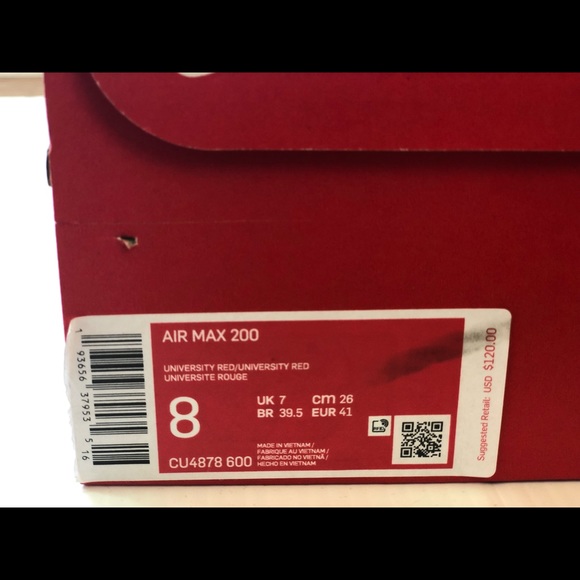 AIR MAX 200
UNIVERSITY RED/UNIVERSITY RED
UNIVERSITE ROUGE
8
UK 7 cm 26
BR 39.5 EUR 41
CU4878 600
MADE IN VIETNAM /
FABRIQUÉ AU VIETNAM /
FABRICADO NO VIETNÃ /
HECHO EN VIETNAM
1 93656 37953 5 16
Suggested Retail: USD $120.00